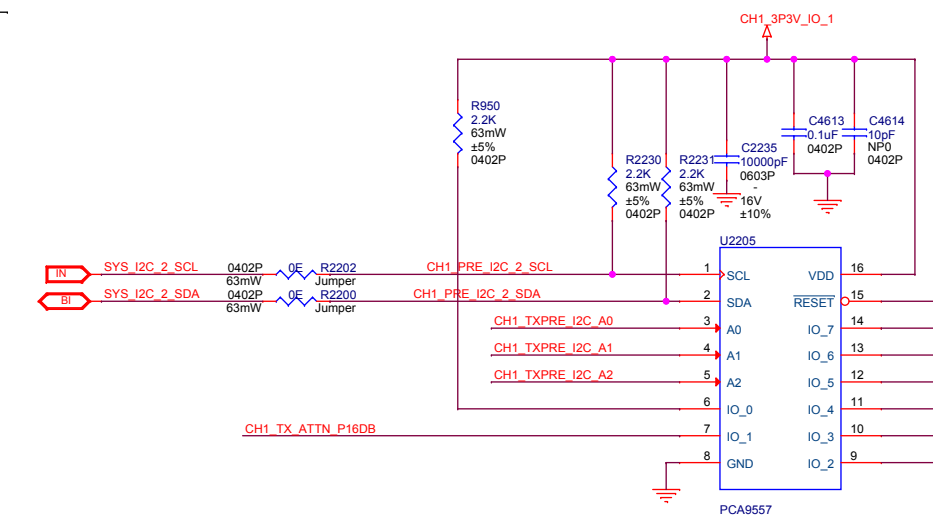 CH1_3P3V_IO_1
R950
2.2K
63mW
±5%
0402P
R2230
2.2K
63mW
±5%
0402P
R2231
2.2K
63mW
±5%
0402P
C2235
10000pF
0603P
-
16V
±10%
C4613
0.1uF
0402P
C4614
10pF
NP0
0402P
U2205
IN
SYS_I2C_2_SCL
0402P
0E
R2202
63mW
Jumper
CH1_PRE_I2C_2_SCL
1
SCL
VDD
16
BI
SYS_I2C_2_SDA
0402P
0E
R2200
63mW
Jumper
CH1_PRE_I2C_2_SDA
2
SDA
RESET
15
CH1_TXPRE_I2C_A0
3
A0
IO_7
14
CH1_TXPRE_I2C_A1
4
A1
IO_6
13
CH1_TXPRE_I2C_A2
5
A2
IO_5
12
6
IO_0
IO_4
11
CH1_TX_ATTN_P16DB
7
IO_1
IO_3
10
8
GND
IO_2
9
PCA9557